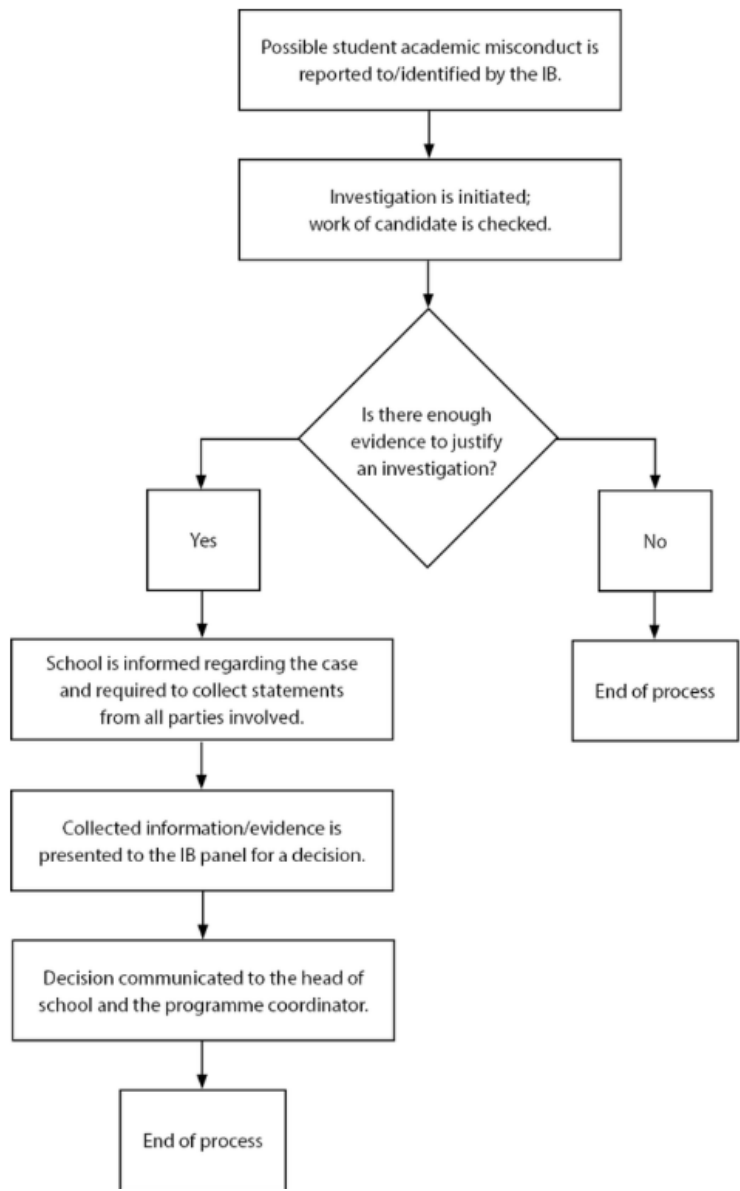 Possible student academic misconduct is
reported to/identified by the IB.
Investigation is initiated;
work of candidate is checked.
Is there enough
evidence to justify
an investigation?
Yes
No
School is informed regarding the case
and required to collect statements
from all parties involved.
End of process
Collected information/evidence is
presented to the IB panel for a decision.
Decision communicated to the head of
school and the programme coordinator.
End of process